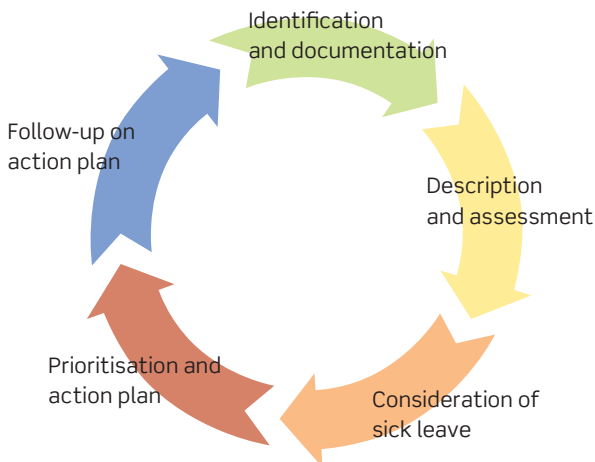 Identification
and documentation
Description
and assessment
Consideration of
sick leave
Prioritisation and
action plan
Follow-up on
action plan